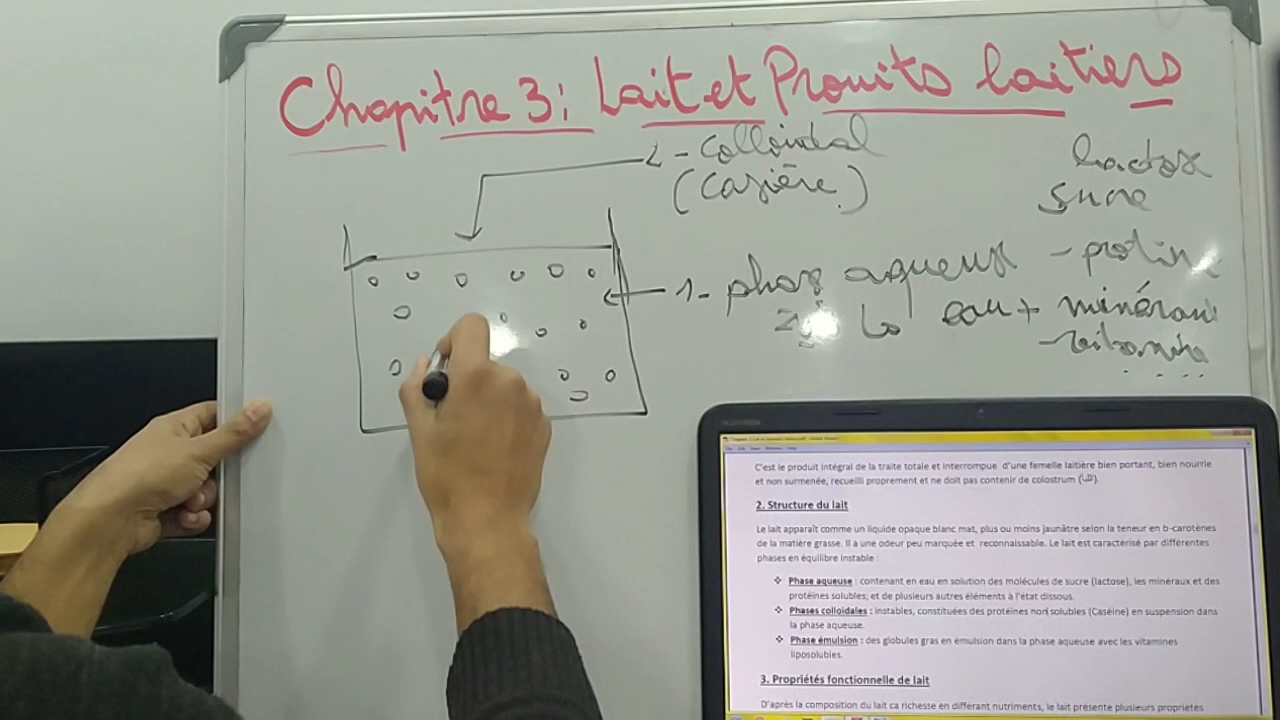 Chapitre 3: Lait et Prouits laitiers
2- Colloidal
(Casière)
lactose
sucre
1- phase aqueuse - protine
eau + minéraux
- vitamin
C'est le produit intégral de la traite totale et interrompue d'une femelle laitière bien portant, bien nourrie
et non surmenée, recueilli proprement et ne doit pas contenir de colostrum
2. Structure du lait
Le lait apparaît comme un liquide opaque blanc mat, plus ou moins jaunâtre selon la teneur en b-carotènes
de la matière grasse. Il a une odeur peu marquée et reconnaissable. Le lait est caractérisé par différentes
phases en équilibre instable :
❖ Phase aqueuse : contenant en eau en solution des molécules de sucre (lactose), les minéraux et des
protéines solubles; et de plusieurs autres éléments à l'état dissous.
❖ Phases colloïdales : instables, constituées des protéines non solubles (Caséine) en suspension dans
la phase aqueuse.
❖ Phase émulsion : des globules gras en émulsion dans la phase aqueuse avec les vitamines
liposolubles.
3. Propriétés fonctionnelle de lait
D'après la composition du lait ca richesse en différant nutriments, le lait présente plusieurs propriétés